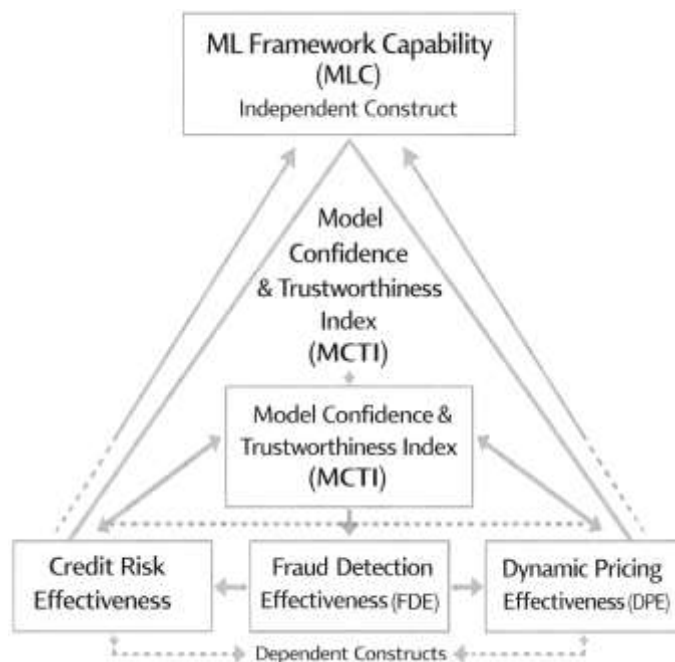 ML Framework Capability
(MLC)
Independent Construct
Model
Confidence
& Trustworthiness
Index
(MCTI)
Model Confidence &
Trustworthiness Index
(MCTI)
Credit Risk
Effectiveness
Fraud Detection
Effectiveness (FDE)
Dynamic Pricing
Effectiveness (DPE)
Dependent Constructs